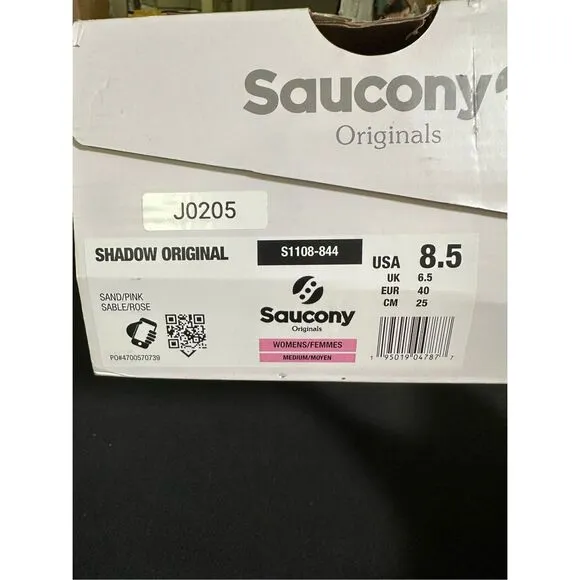 Saucony
Originals
J0205
SHADOW ORIGINAL
S1108-844
USA 8.5
UK 6.5
EUR 40
CM 25
SAND/PINK
SABLE/ROSE
Saucony
Originals
WOMENS/FEMMES
MEDIUM/MOYEN
PO#4700570739
1 95019 04787 7